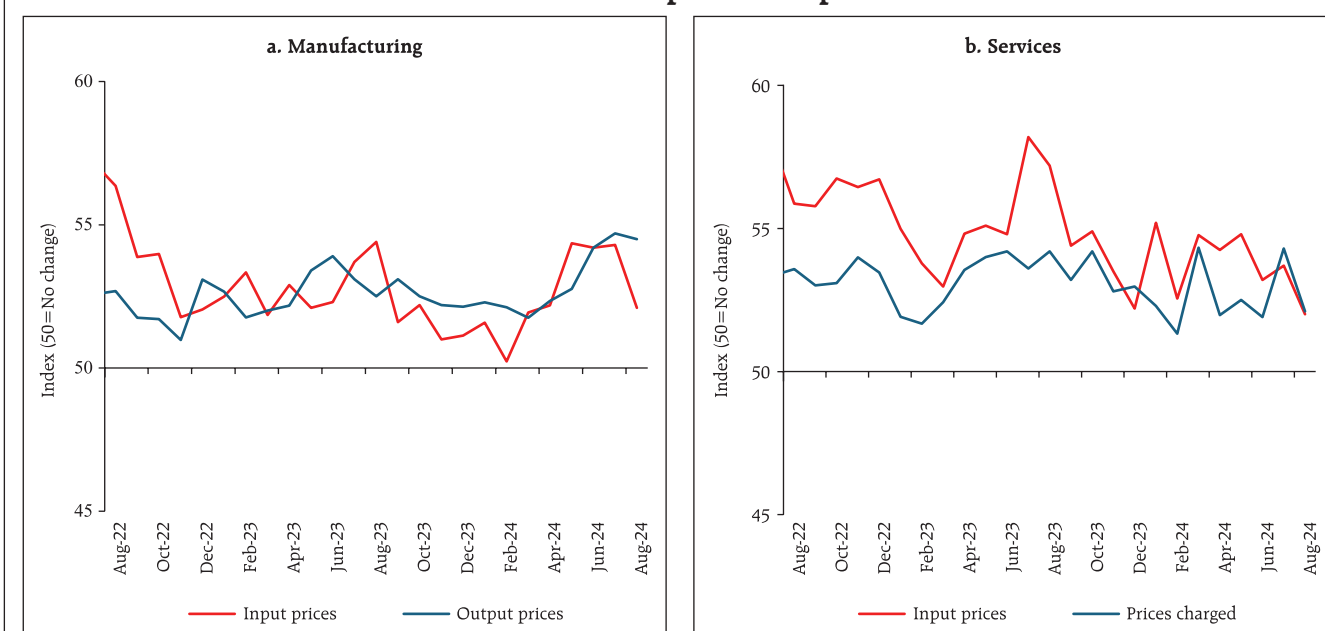 a. Manufacturing
60
55
50
45
Index (50=No change)
Aug-22
Oct-22
Dec-22
Feb-23
Apr-23
Jun-23
Aug-23
Oct-23
Dec-23
Feb-24
Apr-24
Jun-24
Aug-24
Input prices
Output prices
b. Services
60
55
50
45
Index (50=No change)
Aug-22
Oct-22
Dec-22
Feb-23
Apr-23
Jun-23
Aug-23
Oct-23
Dec-23
Feb-24
Apr-24
Jun-24
Aug-24
Input prices
Prices charged